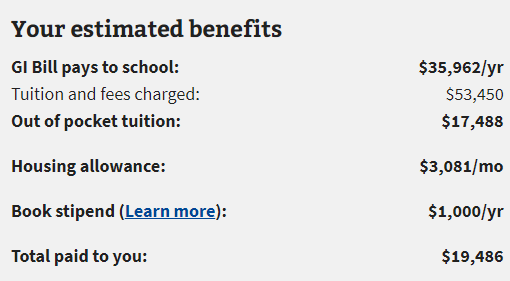 Your estimated benefits
GI Bill pays to school: $35,962/yr
Tuition and fees charged: $53,450
Out of pocket tuition: $17,488
Housing allowance: $3,081/mo
Book stipend (Learn more): $1,000/yr
Total paid to you: $19,486